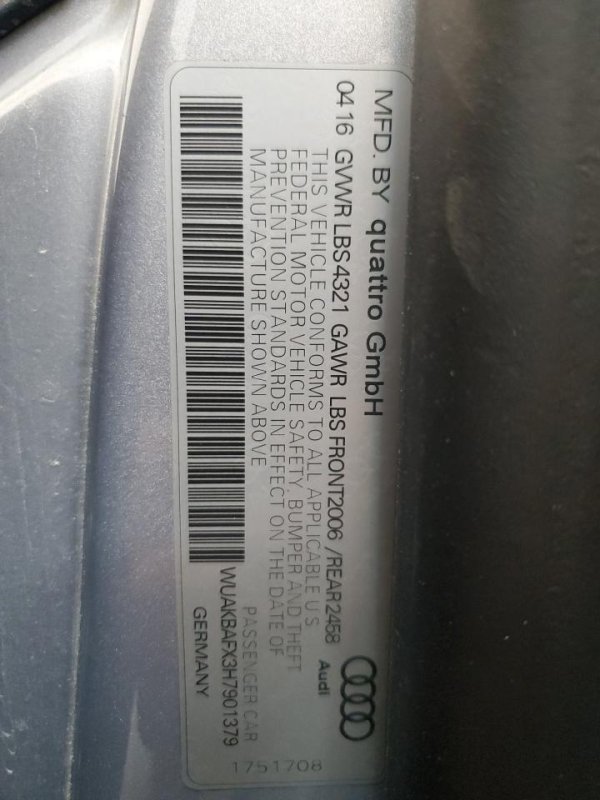 MFD. BY quattro GmbH
04 16 GVWR LBS 4321 GAWR LBS FRONT2006 /REAR2458
THIS VEHICLE CONFORMS TO ALL APPLICABLE U S
FEDERAL MOTOR VEHICLE SAFETY, BUMPER AND THEFT
PREVENTION STANDARDS IN EFFECT ON THE DATE OF
MANUFACTURE SHOWN ABOVE
Audi
WUAKBAFX3H7901379
PASSENGER CAR
GERMANY
1751708